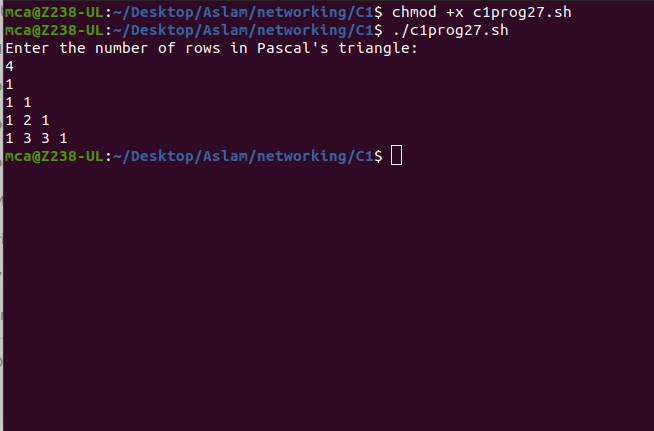 mca@Z238-UL:~/Desktop/Aslam/networking/C1$ chmod +x c1prog27.sh
mca@Z238-UL:~/Desktop/Aslam/networking/C1$ ./c1prog27.sh
Enter the number of rows in Pascal's triangle:
4
1
1 1
1 2 1
1 3 3 1
mca@Z238-UL:~/Desktop/Aslam/networking/C1$